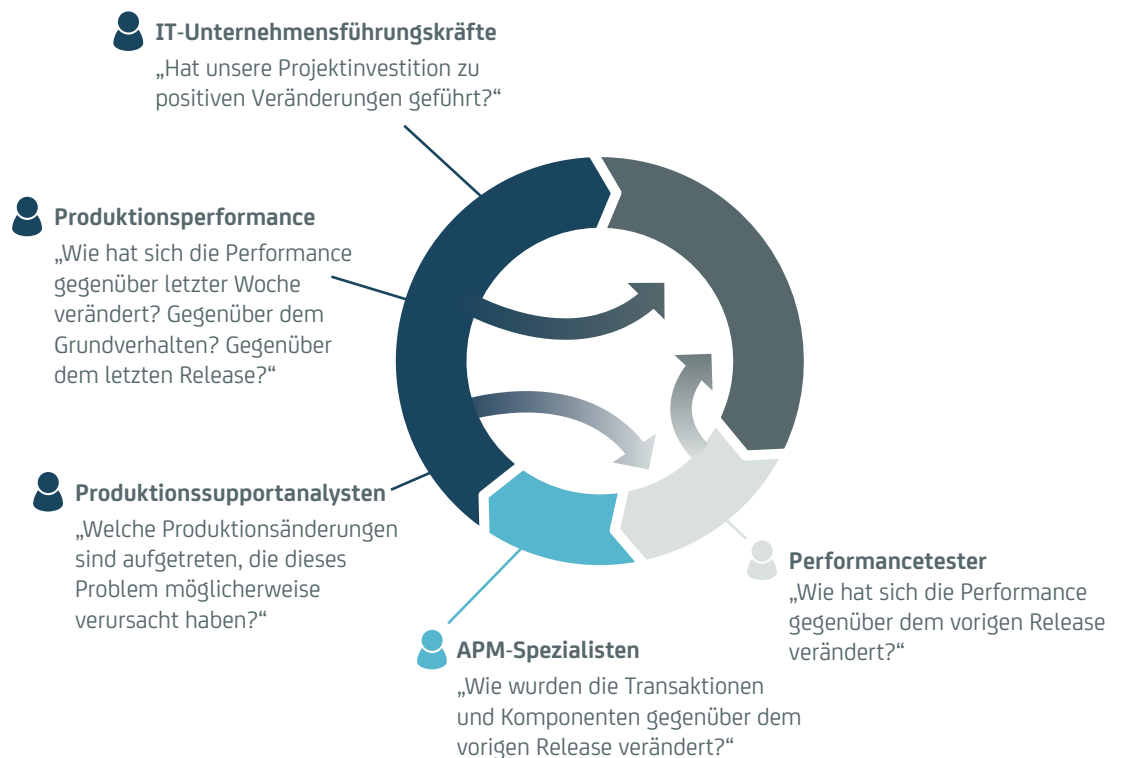 IT-Unternehmensführungskräfte
„Hat unsere Projektinvestition zu
positiven Veränderungen geführt?“
Produktionsperformance
„Wie hat sich die Performance
gegenüber letzter Woche
verändert? Gegenüber dem
Grundverhalten? Gegenüber
dem letzten Release?“
Produktionssupportanalysten
„Welche Produktionsänderungen
sind aufgetreten, die dieses
Problem möglicherweise
verursacht haben?“
APM-Spezialisten
„Wie wurden die Transaktionen
und Komponenten gegenüber dem
vorigen Release verändert?“
Performancetester
„Wie hat sich die Performance
gegenüber dem vorigen Release
verändert?“